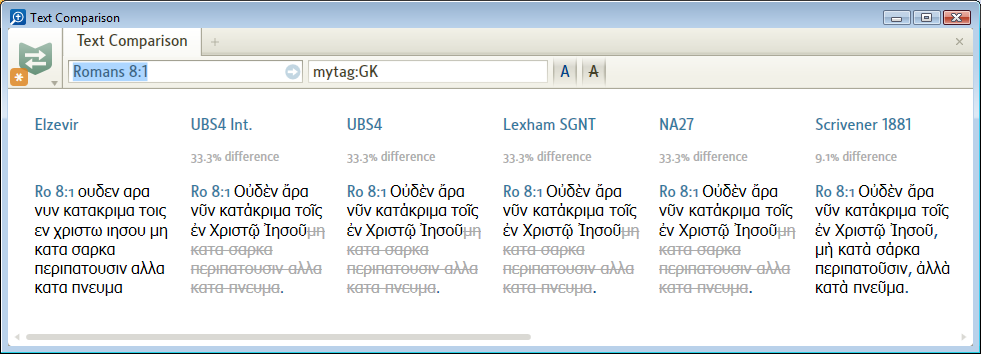 Text Comparison
Text Comparison
Romans 8:1
mytag:GK
A
A
Elzevir
Ro 8:1 ουδεν αρα
νυν κατακριμα τοις
εν χριστω ιησου μη
κατα σαρκα
περιπατουσιν αλλα
κατα πνευμα
UBS4 Int.
33.3% difference
Ro 8:1 Οὐδὲν ἄρα
νῦν κατάκριμα τοῖς
ἐν Χριστῷ Ἰησοῦμη
κατα σαρκα
περιπατουσιν αλλα
κατα πνευμα.
UBS4
33.3% difference
Ro 8:1 Οὐδὲν ἄρα
νῦν κατάκριμα τοῖς
ἐν Χριστῷ Ἰησοῦμη
κατα σαρκα
περιπατουσιν αλλα
κατα πνευμα.
Lexham SGNT
33.3% difference
Ro 8:1 Οὐδὲν ἄρα
νῦν κατάκριμα τοῖς
ἐν Χριστῷ Ἰησοῦμη
κατα σαρκα
περιπατουσιν αλλα
κατα πνευμα.
NA27
33.3% difference
Ro 8:1 Οὐδὲν ἄρα
νῦν κατάκριμα τοῖς
ἐν Χριστῷ Ἰησοῦμη
κατα σαρκα
περιπατουσιν αλλα
κατα πνευμα.
Scrivener 1881
9.1% difference
Ro 8:1 Οὐδὲν ἄρα
νῦν κατάκριμα τοῖς
ἐν Χριστῷ Ἰησοῦ,
μὴ κατὰ σάρκα
περιπατοῦσιν, ἀλλὰ
κατὰ πνεῦμα.